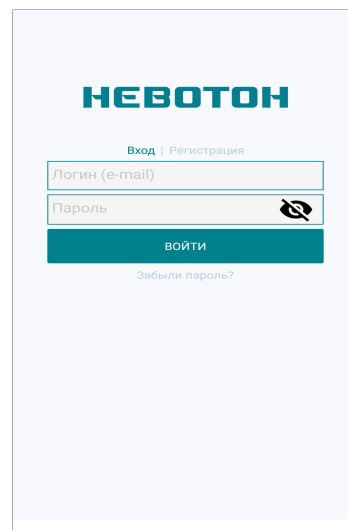 НЕВОТОН
Вход | Регистрация
Логин (e-mail)
Пароль
ВОЙТИ
Забыли пароль?